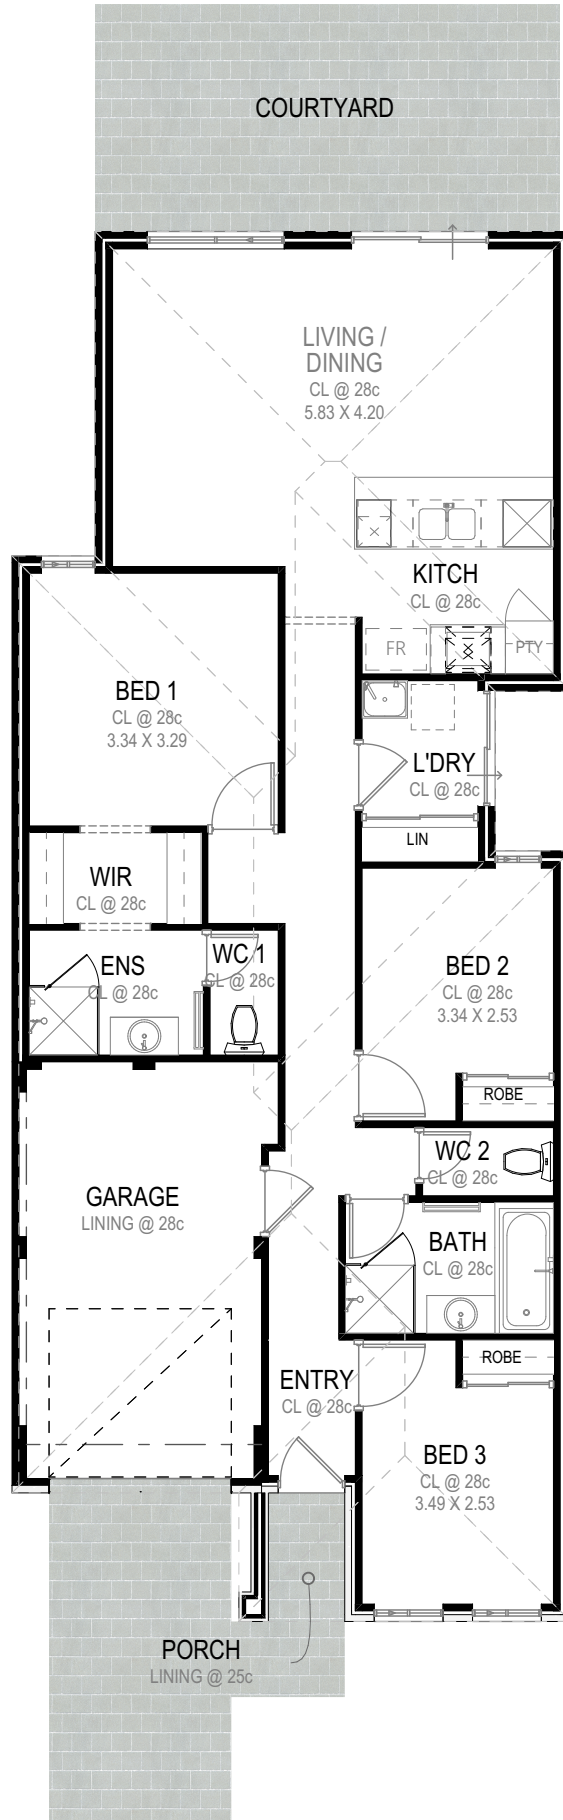 COURTYARD
LIVING /
DINING
CL @ 28c
5.83 X 4.20
KITCH
CL @ 28c
FR
PTY
BED 1
CL @ 28c
3.34 X 3.29
L'DRY
CL @ 28c
LIN
WIR
CL @ 28c
ENS
CL @ 28c
WC 1
CL @ 28c
BED 2
CL @ 28c
3.34 X 2.53
ROBE
WC 2
CL @ 28c
GARAGE
LINING @ 28c
BATH
CL @ 28c
ROBE
ENTRY
CL @ 28c
BED 3
CL @ 28c
3.49 X 2.53
PORCH
LINING @ 25c